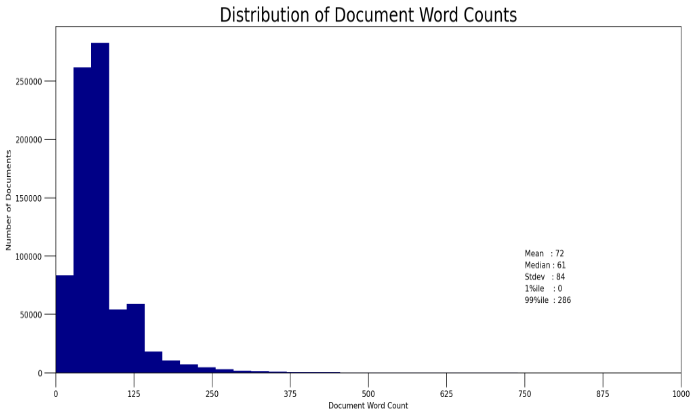 Distribution of Document Word Counts
Number of Documents
250000
200000
150000
100000
50000
0
Mean : 72
Median : 61
Stdev : 84
1%ile : 0
99%ile : 286
0 125 250 375 500 625 750 875 1000
Document Word Count